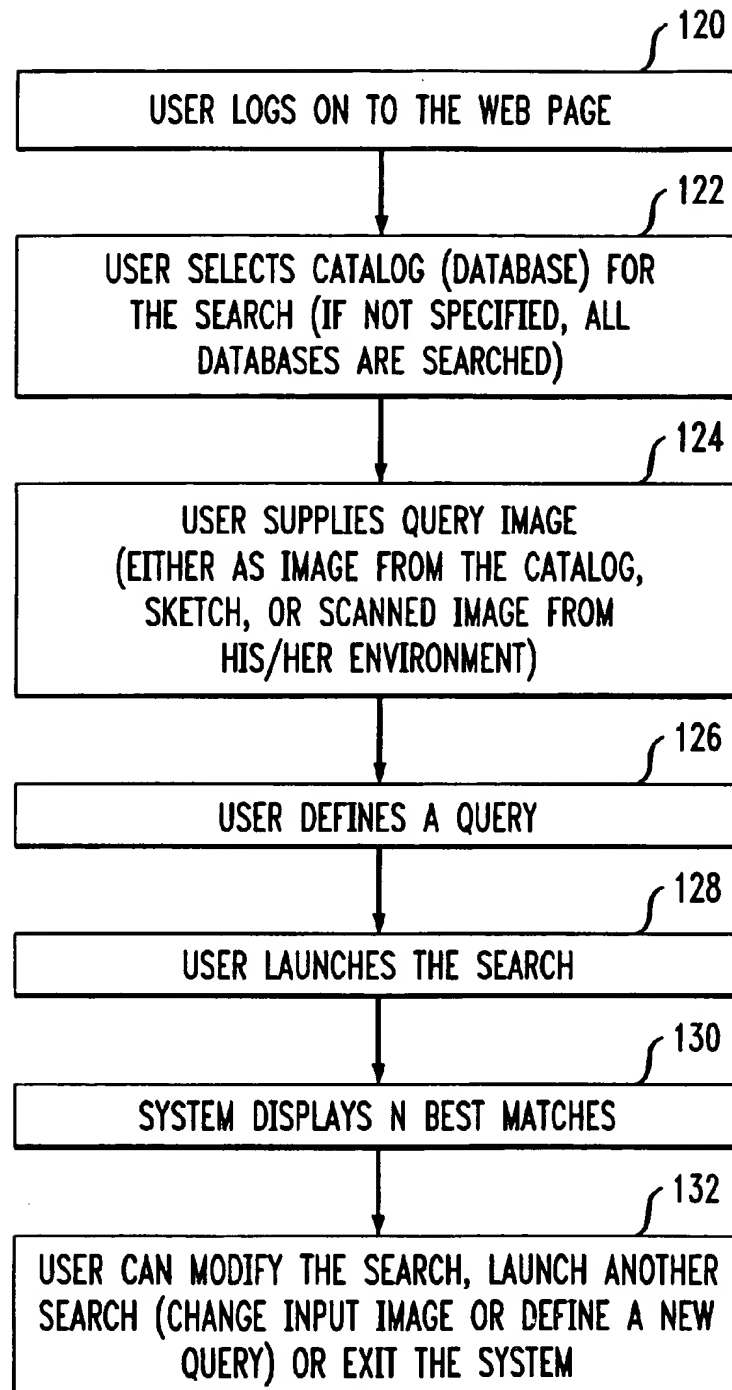 120
USER LOGS ON TO THE WEB PAGE
122
USER SELECTS CATALOG (DATABASE) FOR
THE SEARCH (IF NOT SPECIFIED, ALL
DATABASES ARE SEARCHED)
124
USER SUPPLIES QUERY IMAGE
(EITHER AS IMAGE FROM THE CATALOG,
SKETCH, OR SCANNED IMAGE FROM
HIS/HER ENVIRONMENT)
126
USER DEFINES A QUERY
128
USER LAUNCHES THE SEARCH
130
SYSTEM DISPLAYS N BEST MATCHES
132
USER CAN MODIFY THE SEARCH, LAUNCH ANOTHER
SEARCH (CHANGE INPUT IMAGE OR DEFINE A NEW
QUERY) OR EXIT THE SYSTEM